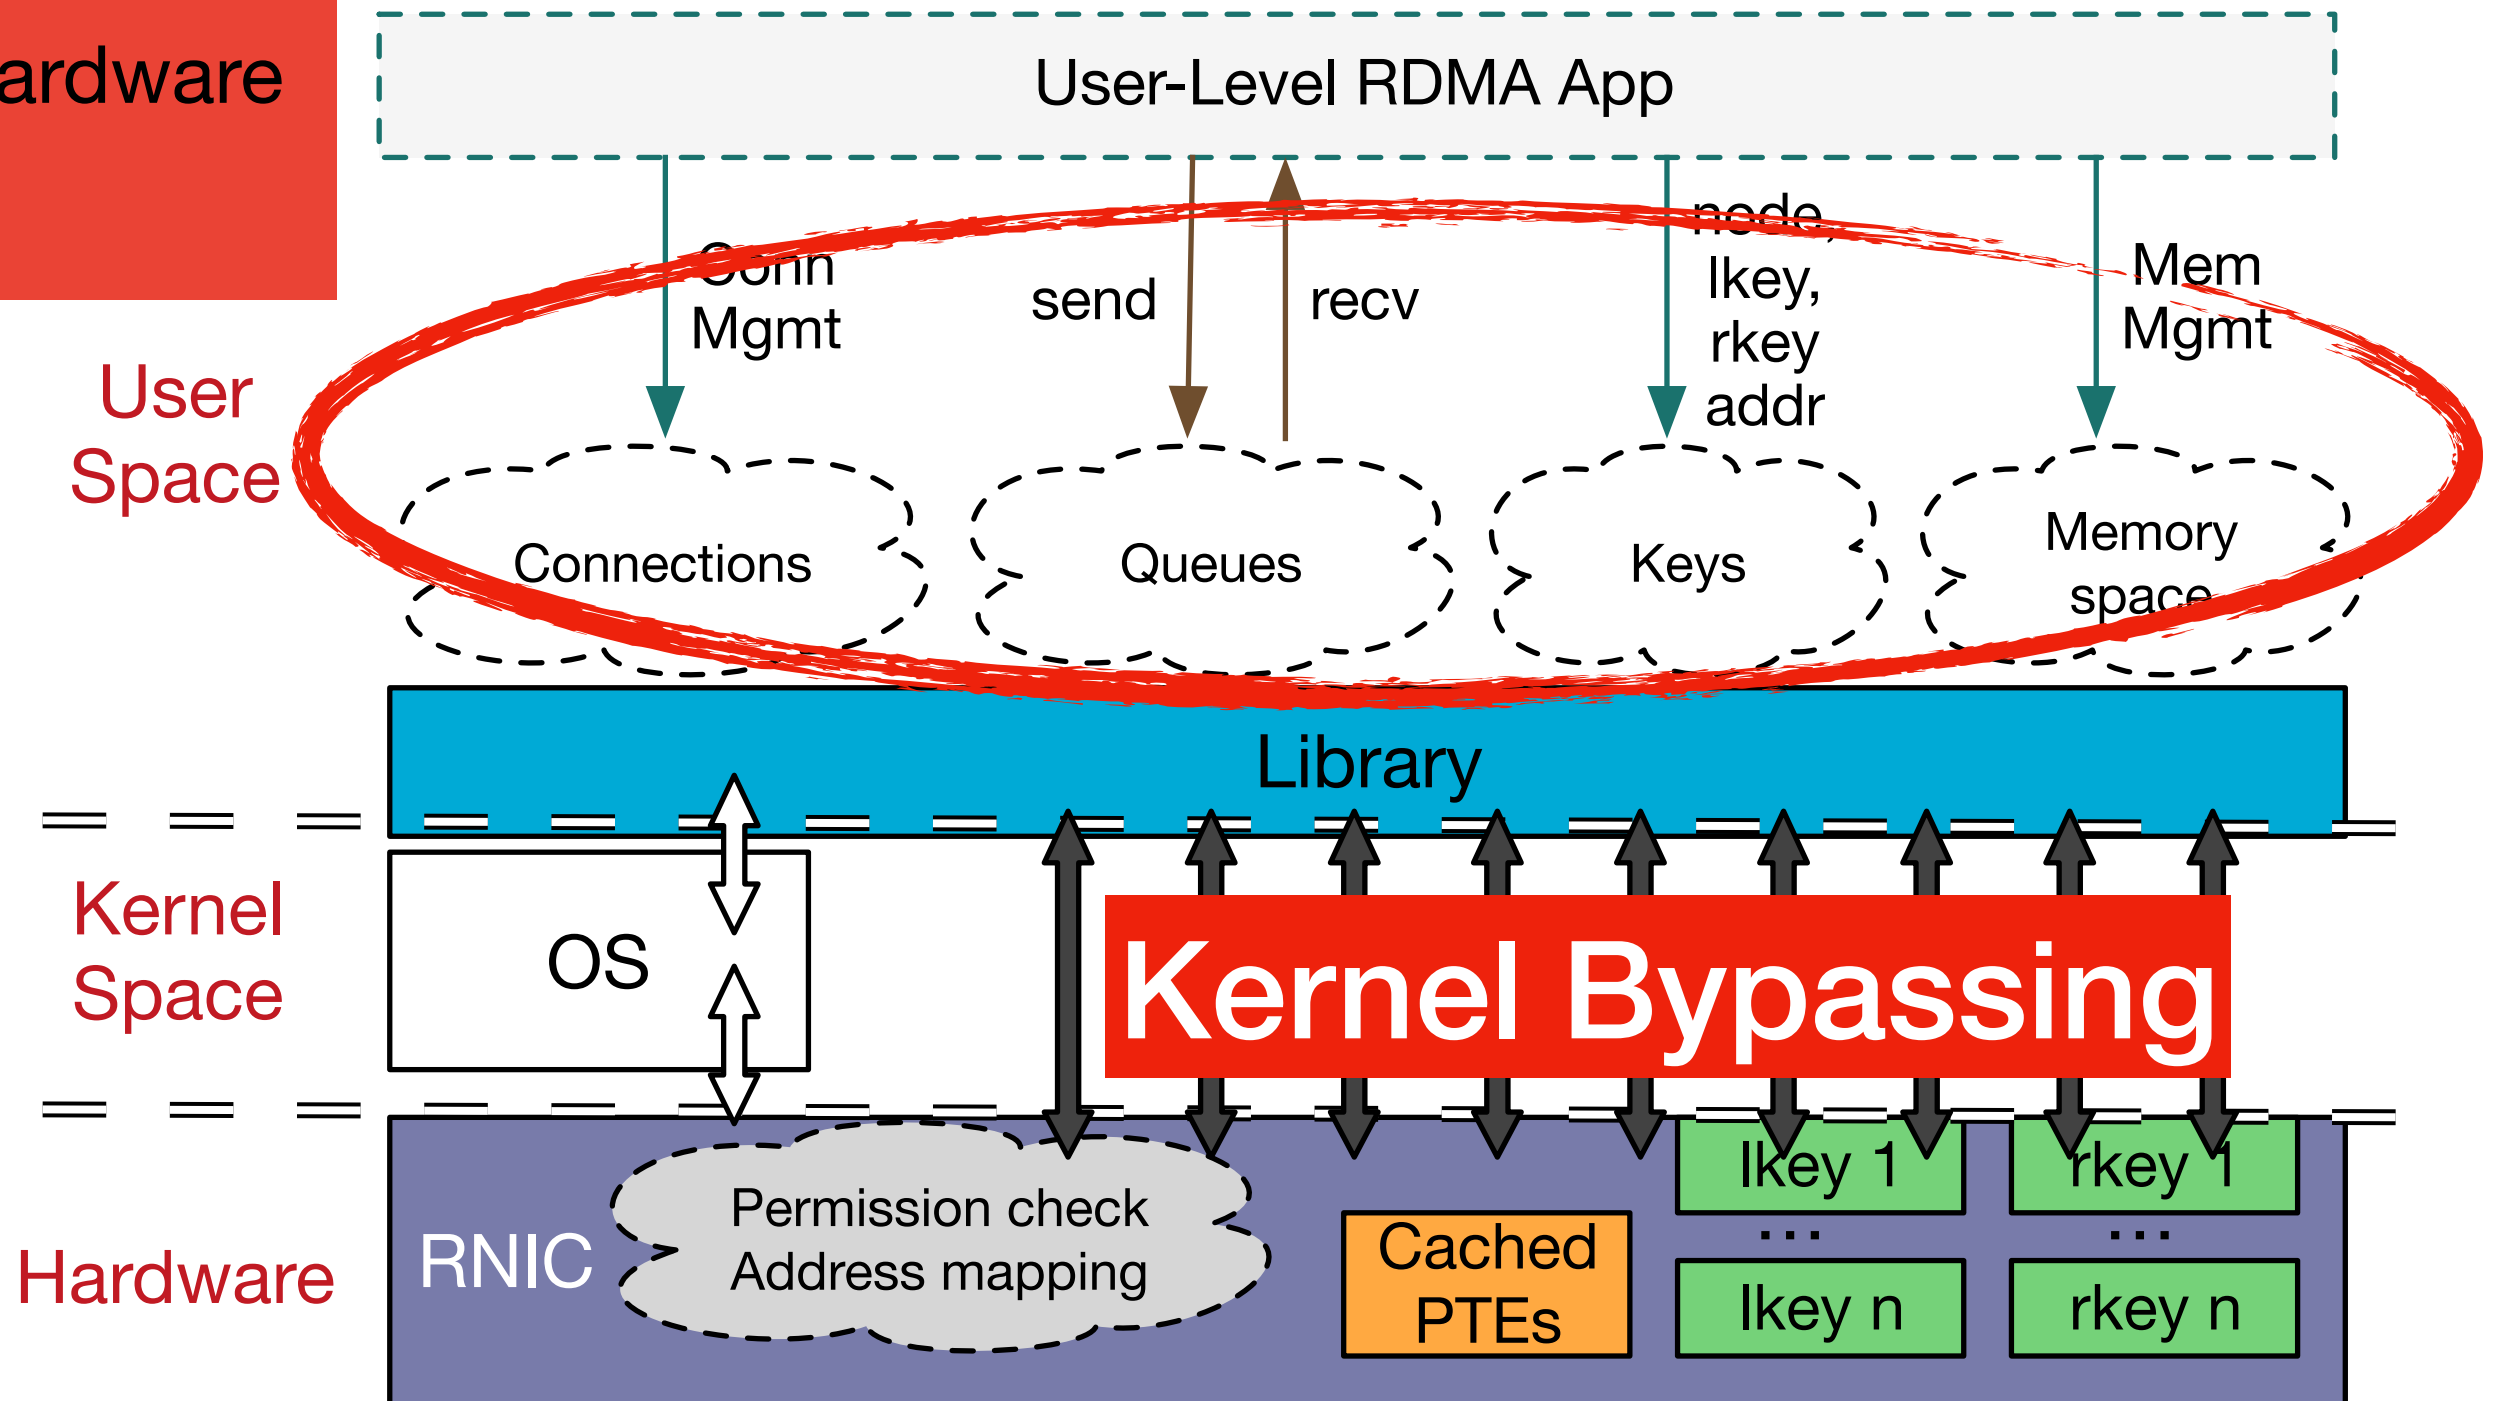 ardware
User-Level RDMA App
Conn
Mgmt
send
recv
node,
lkey,
rkey
addr
Mem
Mgmt
User
Space
Connections
Queues
Keys
Memory
space
Library
Kernel
Space
OS
Kernel Bypassing
Hardware
RNIC
Permission check
Address mapping
Cached
PTEs
lkey 1
rkey 1
...
...
lkey n
rkey n